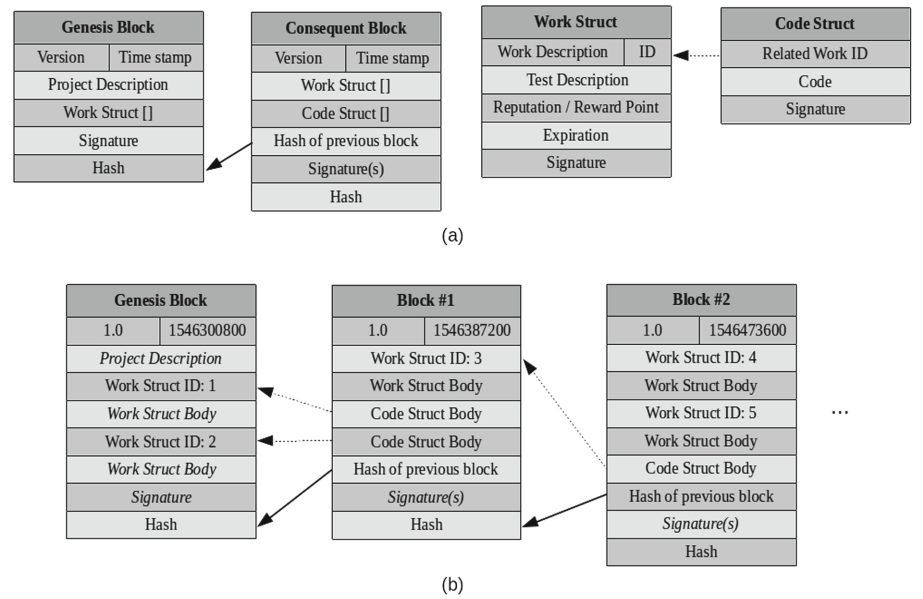 Genesis Block
Version Time stamp
Project Description
Work Struct []
Signature
Hash
Consequent Block
Version Time stamp
Work Struct []
Code Struct []
Hash of previous block
Signature(s)
Hash
Work Struct
Work Description ID
Test Description
Reputation / Reward Point
Expiration
Signature
Code Struct
Related Work ID
Code
Signature
(a)
Genesis Block
1.0 1546300800
Project Description
Work Struct ID: 1
Work Struct Body
Work Struct ID: 2
Work Struct Body
Signature
Hash
Block #1
1.0 1546387200
Work Struct ID: 3
Work Struct Body
Code Struct Body
Code Struct Body
Hash of previous block
Signature(s)
Hash
Block #2
1.0 1546473600
Work Struct ID: 4
Work Struct Body
Work Struct ID: 5
Work Struct Body
Code Struct Body
Hash of previous block
Signature(s)
Hash
...
(b)